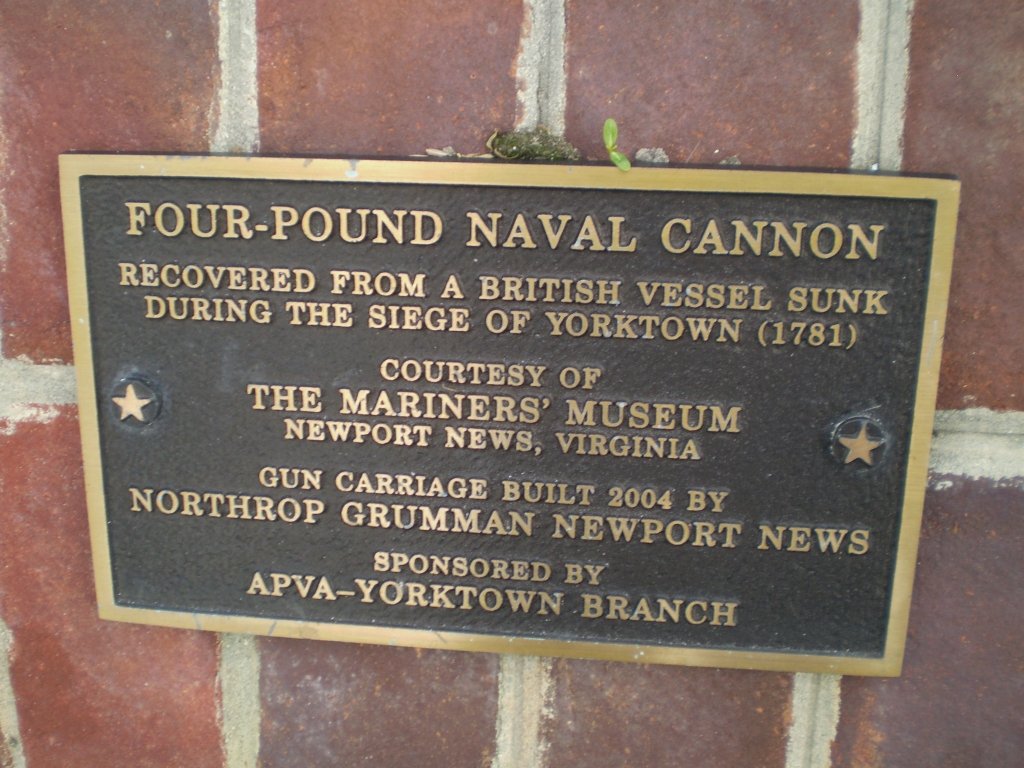 FOUR-POUND NAVAL CANNON
RECOVERED FROM A BRITISH VESSEL SUNK
DURING THE SIEGE OF YORKTOWN (1781)
COURTESY OF
THE MARINERS' MUSEUM
NEWPORT NEWS, VIRGINIA
GUN CARRIAGE BUILT 2004 BY
NORTHROP GRUMMAN NEWPORT NEWS
SPONSORED BY
APVA–YORKTOWN BRANCH